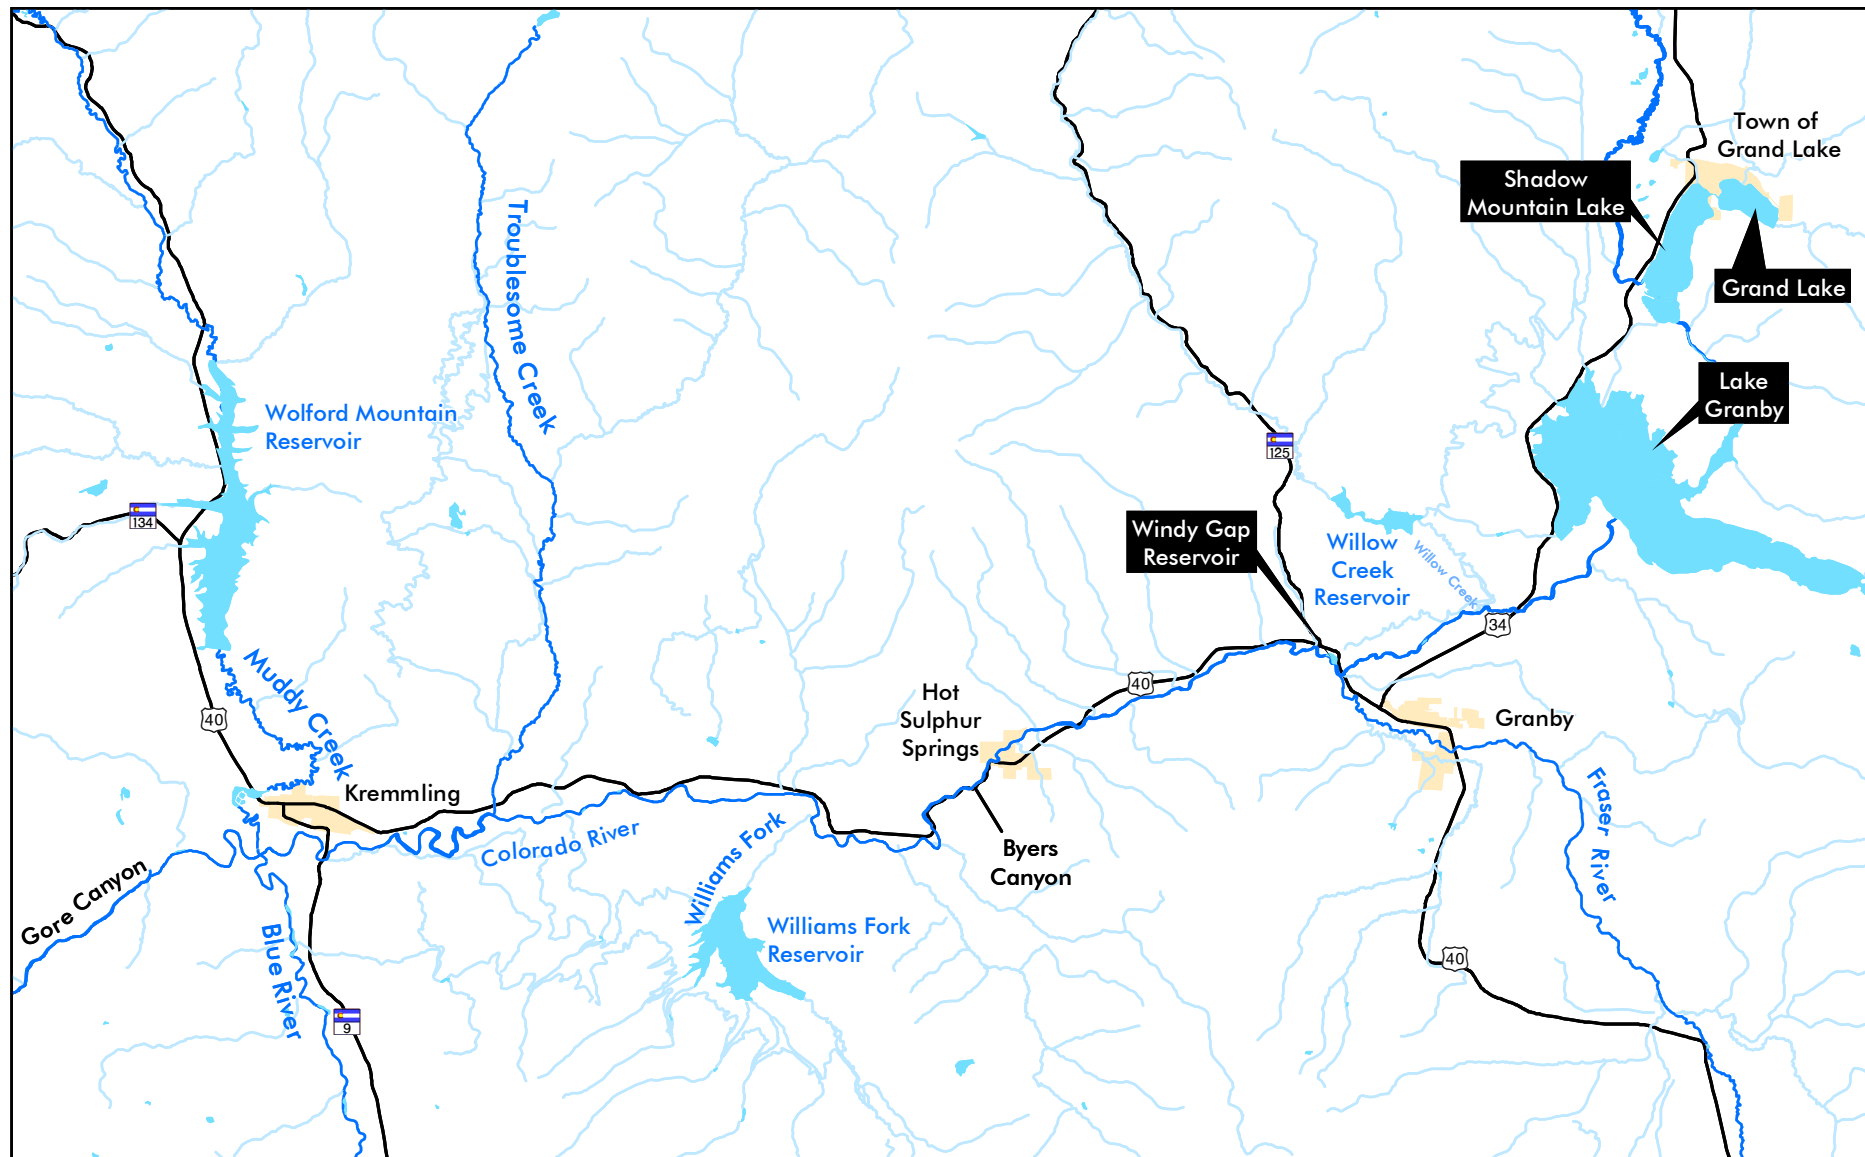 Town of
Grand Lake
Shadow
Mountain Lake
Grand Lake
Troublesome Creek
Lake
Granby
Wolford Mountain
Reservoir
125
134
Windy Gap
Reservoir
Willow
Creek
Reservoir
Willow Creek
34
Muddy Creek
40
Hot
Sulphur
Springs
40
Granby
Kremmling
Fraser River
Colorado River
Williams Fork
Byers
Canyon
Gore Canyon
Blue River
Williams Fork
Reservoir
40
9